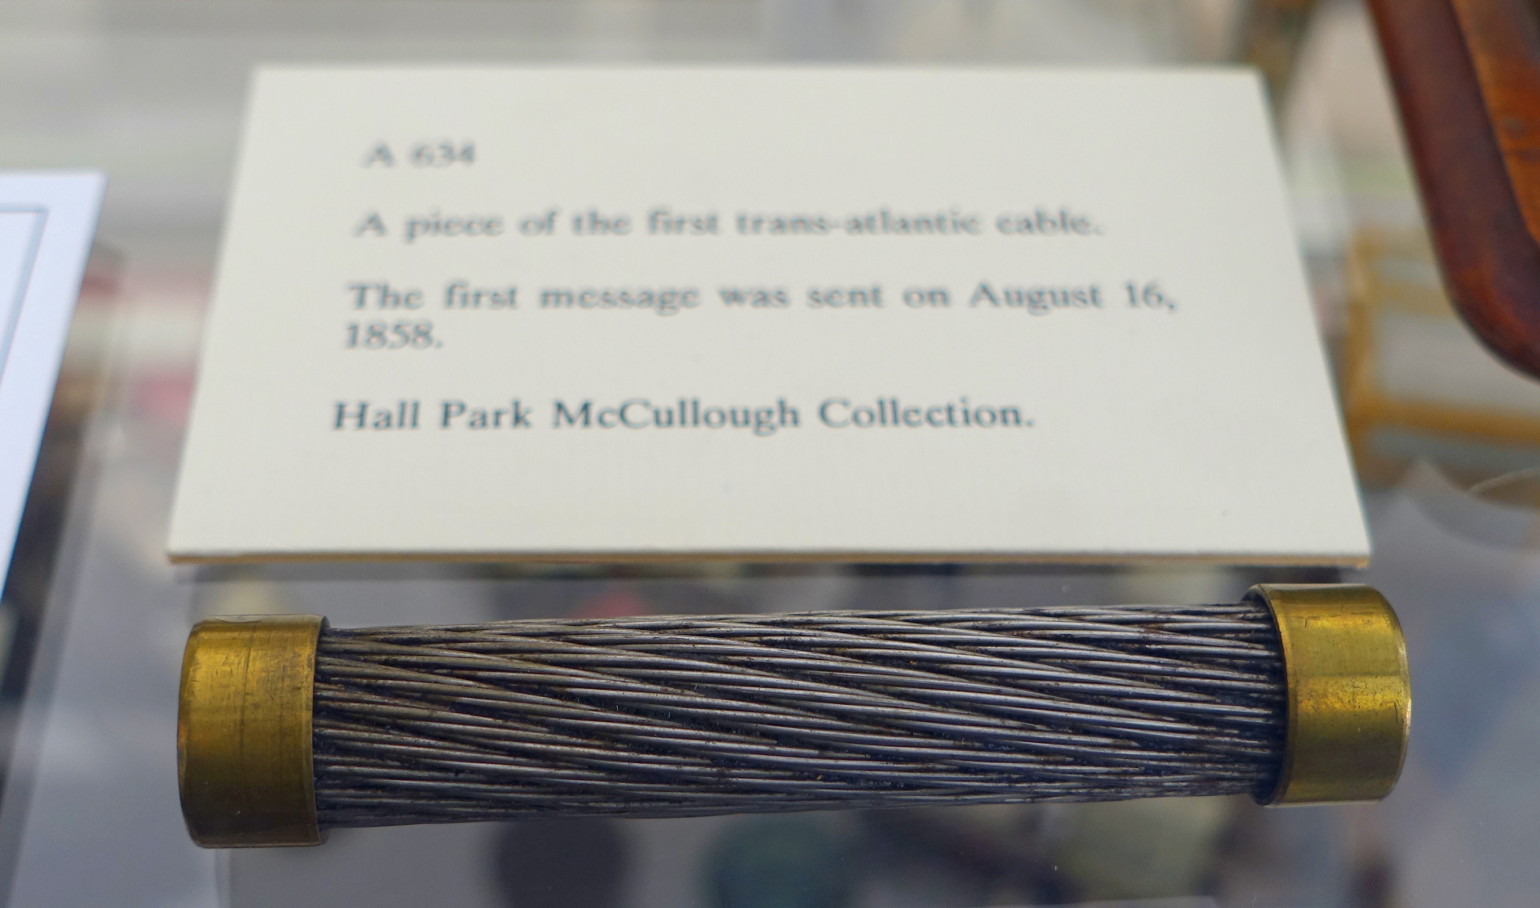 A 634
A piece of the first trans-atlantic cable.
The first message was sent on August 16,
1858.
Hall Park McCullough Collection.